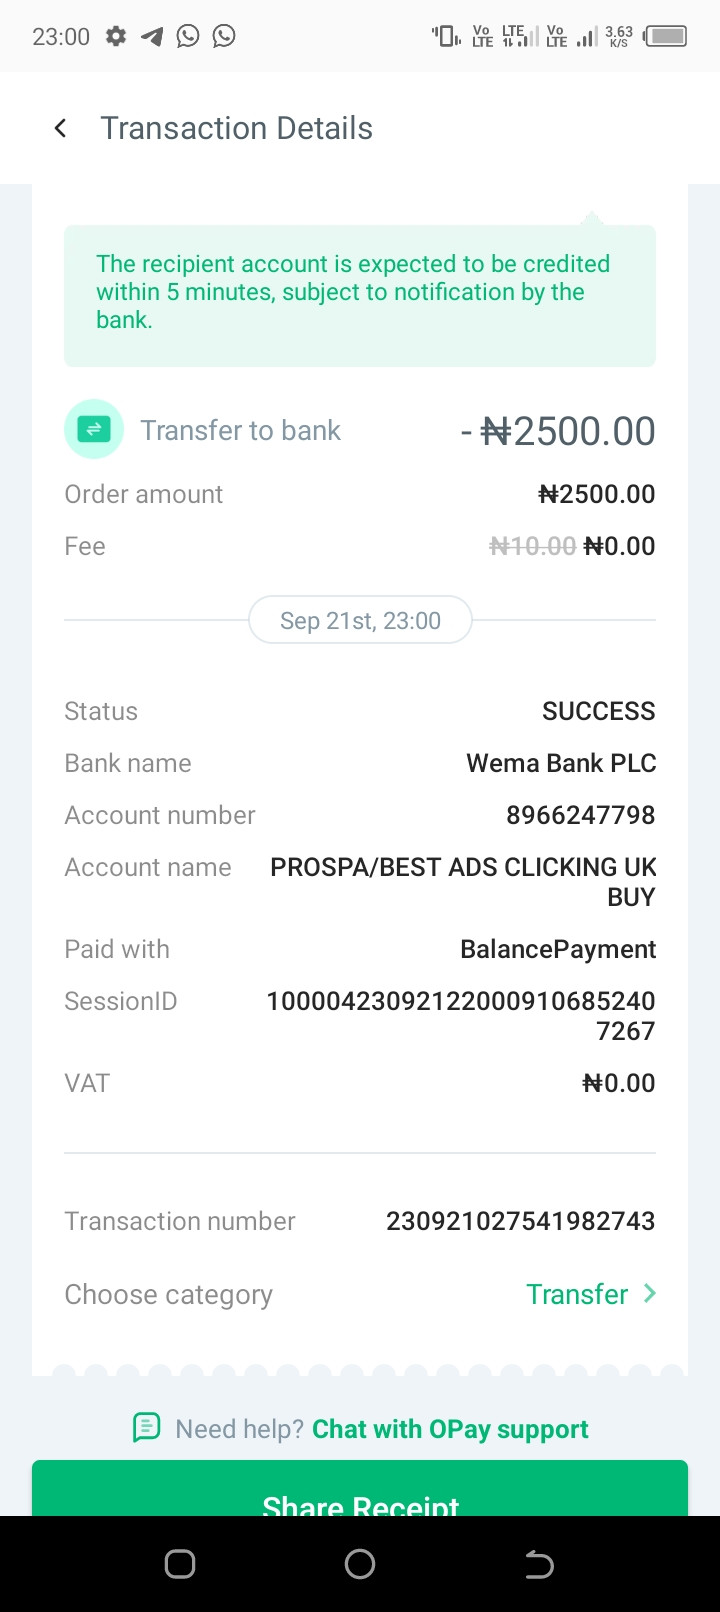 23:00 Vo LTE LTE Vo LTE 3.63 K/S
Transaction Details
The recipient account is expected to be credited
within 5 minutes, subject to notification by the
bank.
Transfer to bank -₦2500.00
Order amount ₦2500.00
Fee ₦10.00 ₦0.00
Sep 21st, 23:00
Status SUCCESS
Bank name Wema Bank PLC
Account number 8966247798
Account name PROSPA/BEST ADS CLICKING UK
BUY
Paid with BalancePayment
SessionID 10000423092122000910685240
7267
VAT ₦0.00
Transaction number 230921027541982743
Choose category Transfer
Need help? Chat with OPay support
Share Receipt